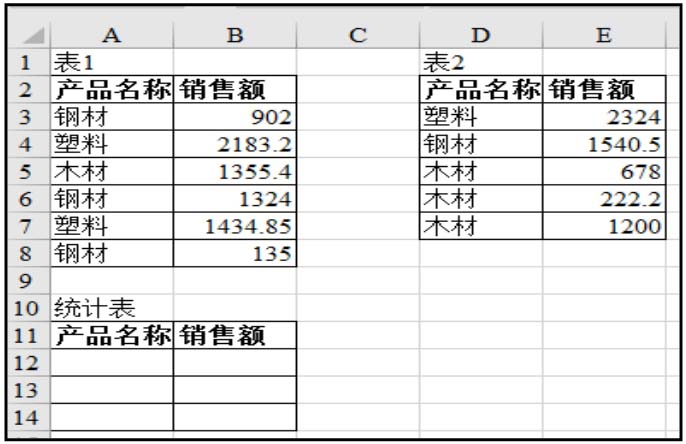 A B C D E
1 表1 表2
2 产品名称 销售额 产品名称 销售额
3 钢材 902 塑料 2324
4 塑料 2183.2 钢材 1540.5
5 木材 1355.4 木材 678
6 钢材 1324 木材 222.2
7 塑料 1434.85 木材 1200
8 钢材 135
9
10 统计表
11 产品名称 销售额
12
13
14